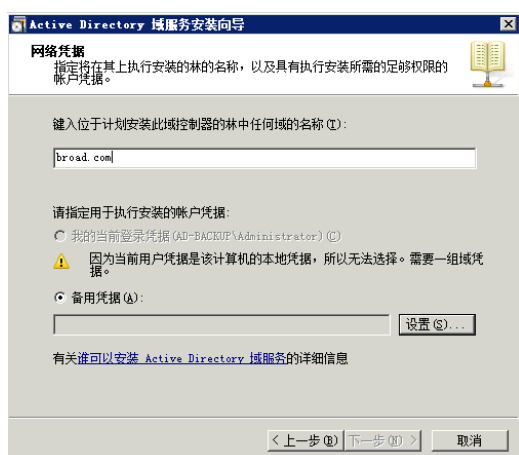 Active Directory 域服务安装向导
网络凭据
指定将在其上执行安装的林的名称，以及具有执行安装所需的足够权限的
帐户凭据。
键入位于计划安装此域控制器的林中任何域的名称(T):
broad.com
请指定用于执行安装的帐户凭据:
我的当前登录凭据(AD-BACKUP\Administrator)(C)
因为当前用户凭据是该计算机的本地凭据，所以无法选择。需要一组域凭
据。
备用凭据(A):
设置(S)...
有关谁可以安装 Active Directory 域服务的详细信息
< 上一步(B) 下一步(N) > 取消